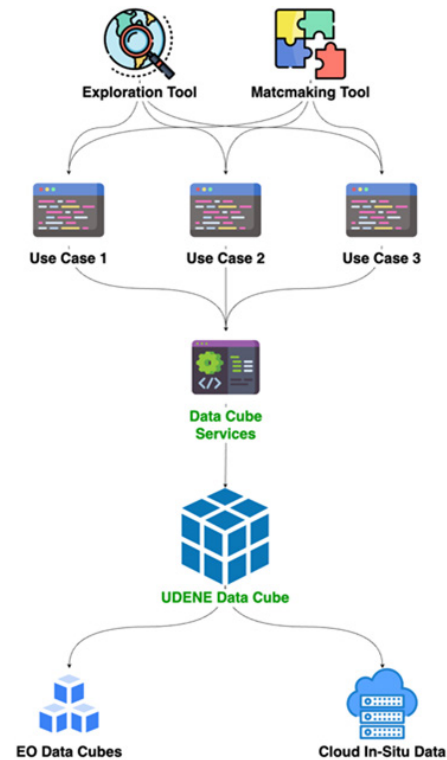 Exploration Tool
Matcmaking Tool
Use Case 1
Use Case 2
Use Case 3
Data Cube
Services
UDENE Data Cube
EO Data Cubes
Cloud In-Situ Data